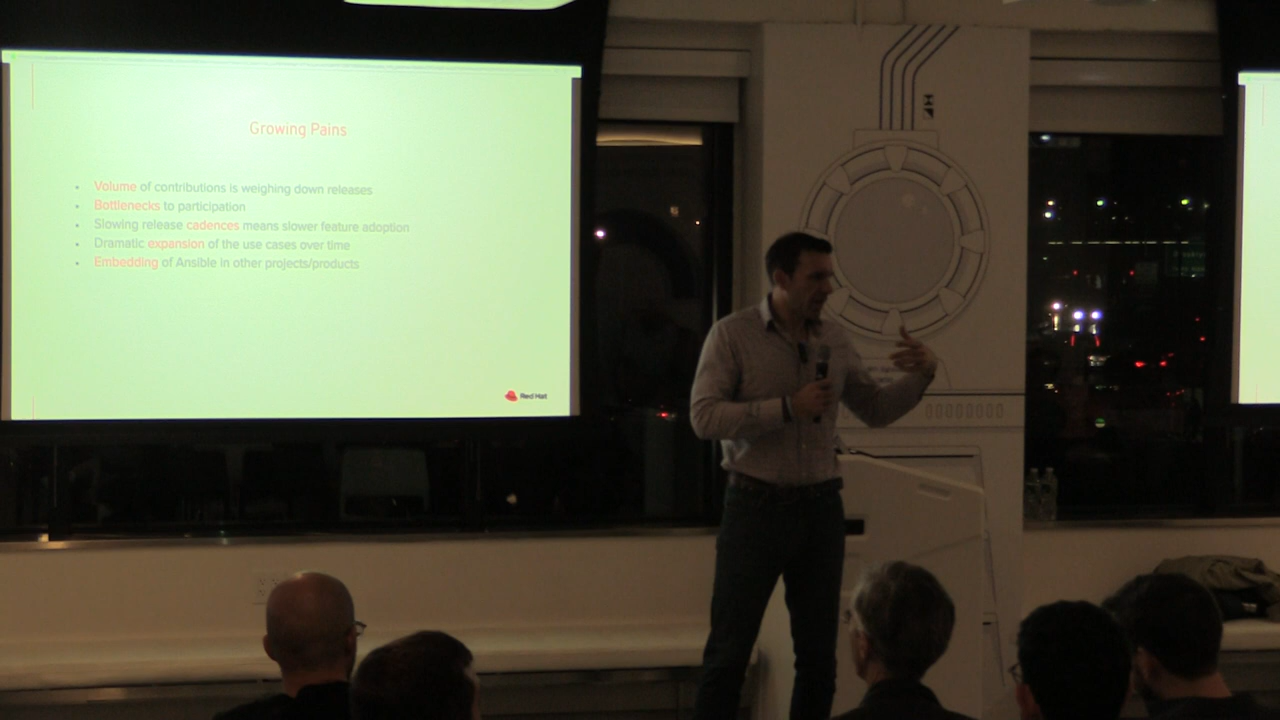 Growing Pains
• Volume of contributions is weighing down releases
• Bottlenecks to participation
• Slowing release cadences means slower feature adoption
• Dramatic expansion of the use cases over time
• Embedding of Ansible in other projects/products
Red Hat